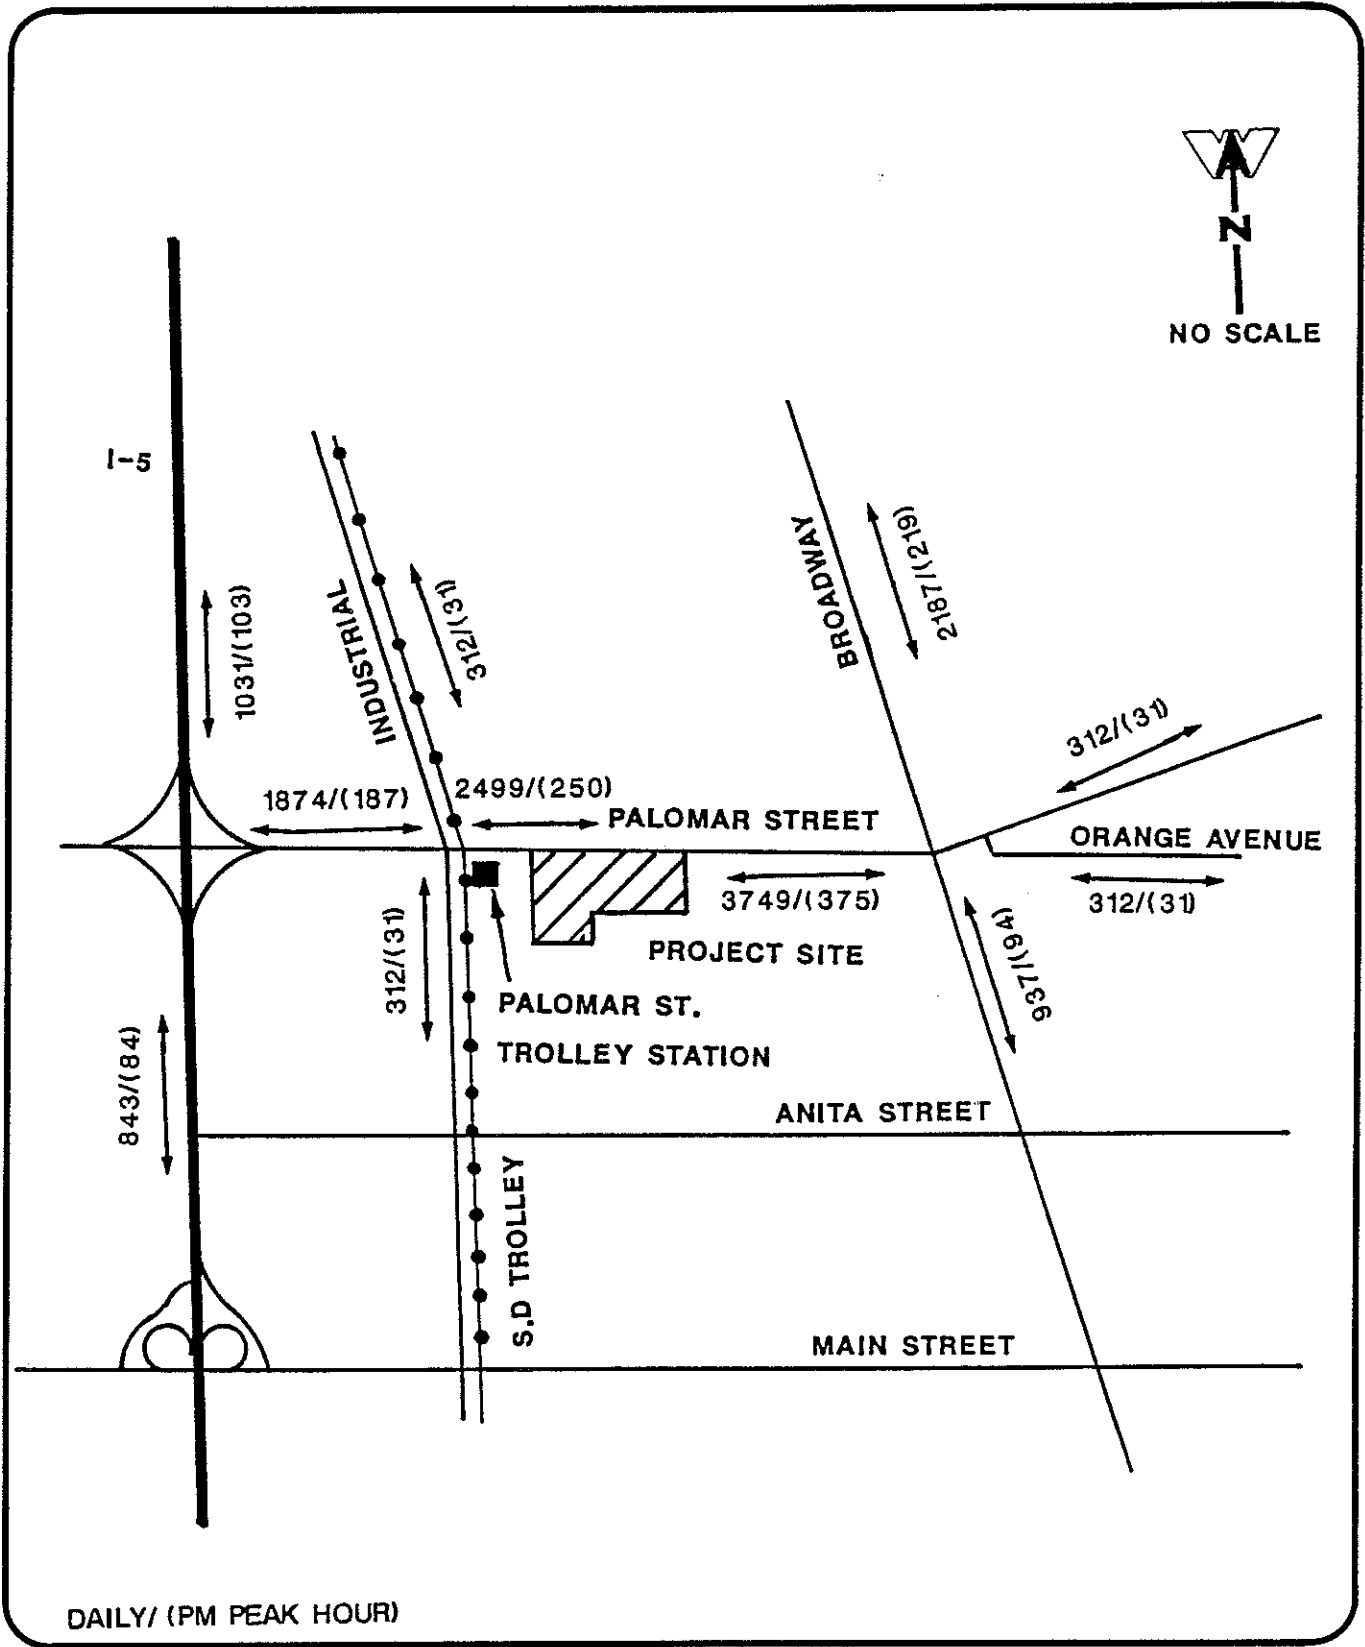 N
NO SCALE
I-5
1031/(103)
INDUSTRIAL
312/(31)
BROADWAY
2187/(219)
312/(31)
1874/(187)
2499/(250)
PALOMAR STREET
ORANGE AVENUE
312/(31)
3749/(375)
312/(31)
PROJECT SITE
937/(94)
PALOMAR ST.
TROLLEY STATION
843/(84)
ANITA STREET
S.D TROLLEY
MAIN STREET
DAILY/ (PM PEAK HOUR)